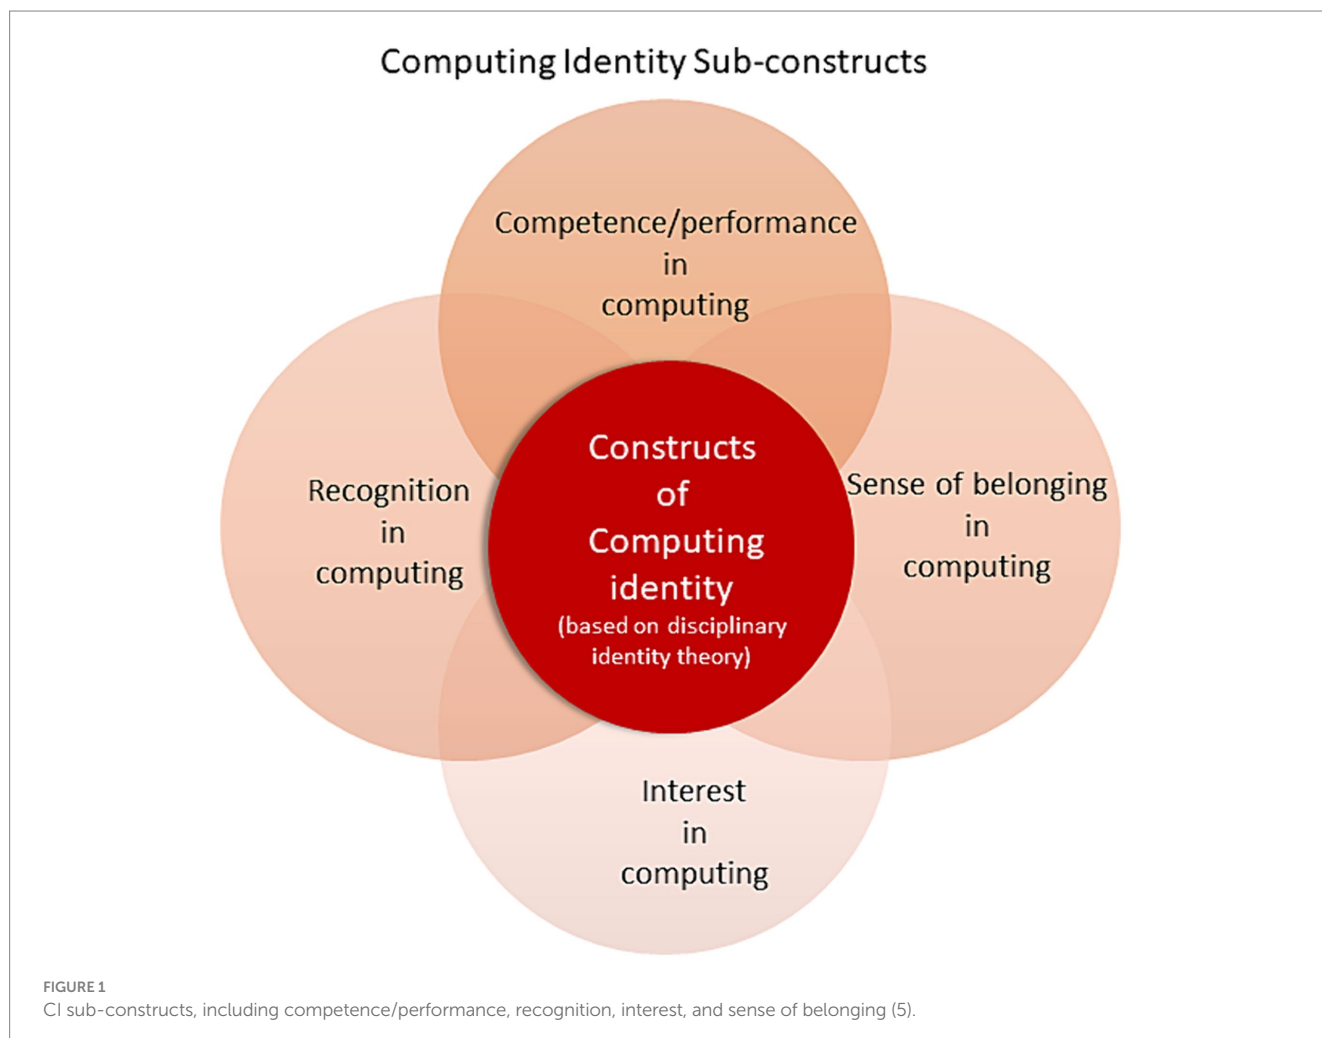 Computing Identity Sub-constructs
Competence/performance
in
computing
Recognition
in
computing
Constructs
of
Computing
identity
(based on disciplinary
identity theory)
Sense of belonging
in
computing
Interest
in
computing
FIGURE 1
CI sub-constructs, including competence/performance, recognition, interest, and sense of belonging (5).